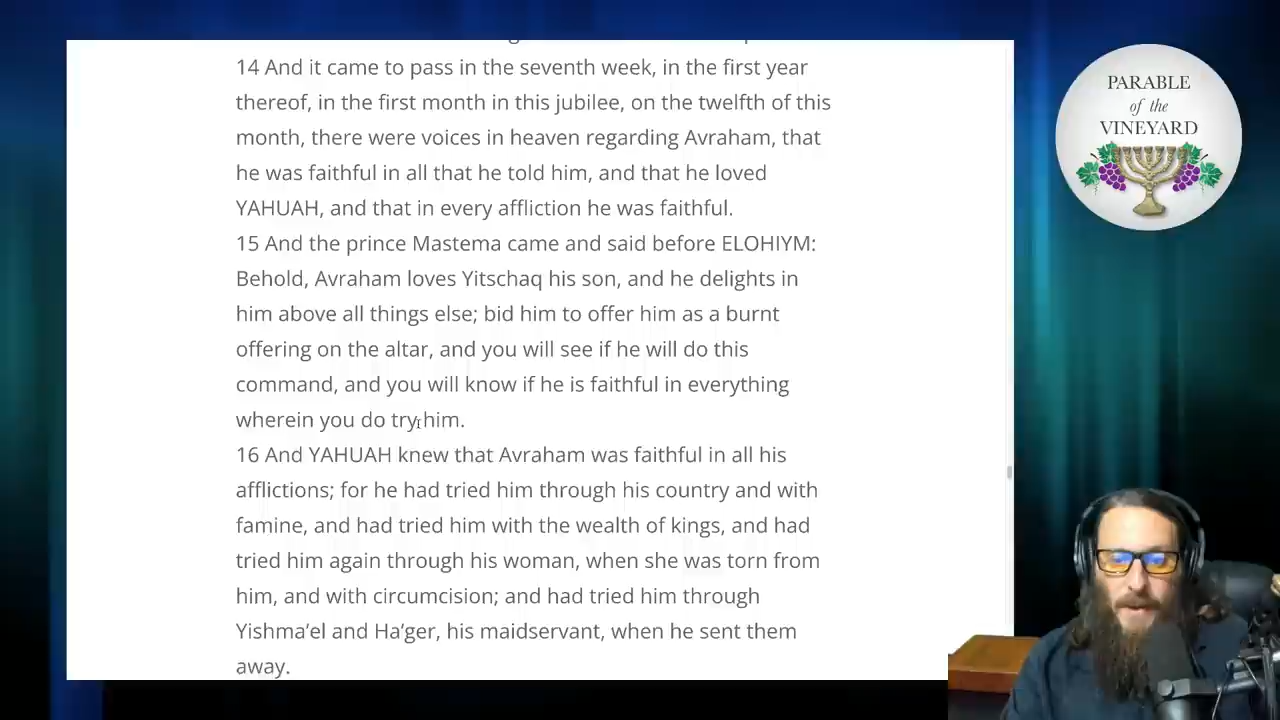 14 And it came to pass in the seventh week, in the first year
thereof, in the first month in this jubilee, on the twelfth of this
month, there were voices in heaven regarding Avraham, that
he was faithful in all that he told him, and that he loved
YAHUAH, and that in every affliction he was faithful.
15 And the prince Mastema came and said before ELOHIYM:
Behold, Avraham loves Yitschaq his son, and he delights in
him above all things else; bid him to offer him as a burnt
offering on the altar, and you will see if he will do this
command, and you will know if he is faithful in everything
wherein you do try him.
16 And YAHUAH knew that Avraham was faithful in all his
afflictions; for he had tried him through his country and with
famine, and had tried him with the wealth of kings, and had
tried him again through his woman, when she was torn from
him, and with circumcision; and had tried him through
Yishma’el and Ha’ger, his maidservant, when he sent them
away.
PARABLE
of the
VINEYARD